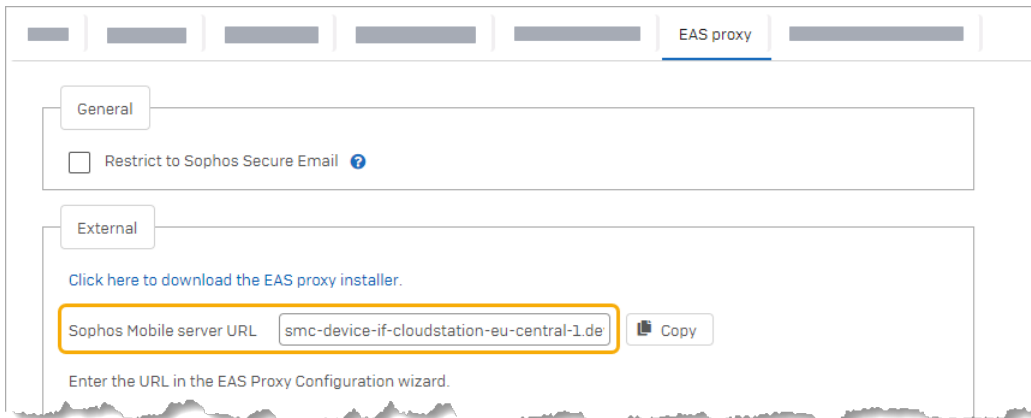 EAS proxy
General
Restrict to Sophos Secure Email ?
External
Click here to download the EAS proxy installer.
Sophos Mobile server URL smc-device-if-cloudstation-eu-central-1.de Copy
Enter the URL in the EAS Proxy Configuration wizard.